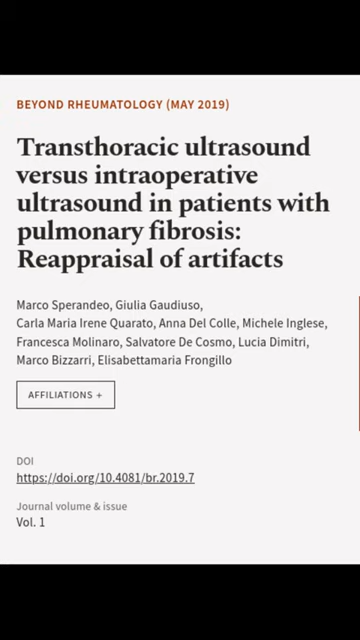 BEYOND RHEUMATOLOGY (MAY 2019)
Transthoracic ultrasound
versus intraoperative
ultrasound in patients with
pulmonary fibrosis:
Reappraisal of artifacts
Marco Sperandeo, Giulia Gaudiuso,
Carla Maria Irene Quarato, Anna Del Colle, Michele Inglese,
Francesca Molinaro, Salvatore De Cosmo, Lucia Dimitri,
Marco Bizzarri, Elisabettamaria Frongillo
AFFILIATIONS +
DOI
https://doi.org/10.4081/br.2019.7
Journal volume & issue
Vol. 1